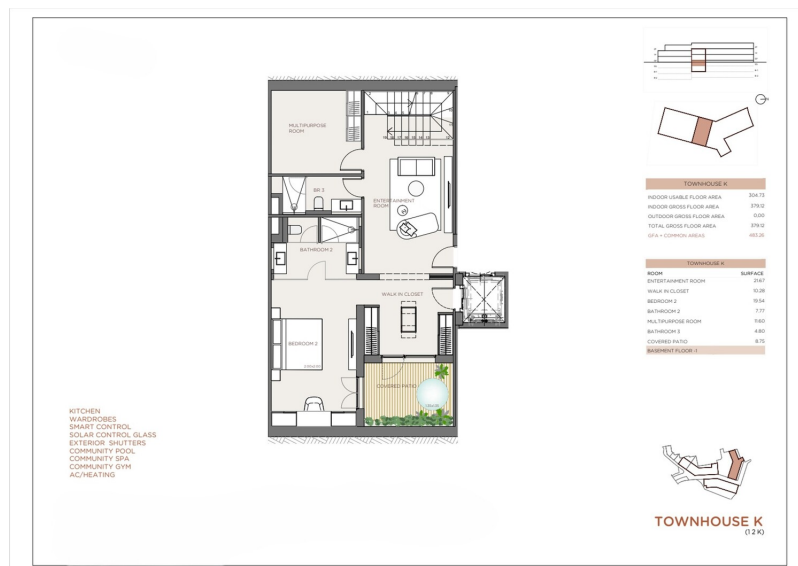 MULTIPURPOSE
ROOM
BR 3
ENTERTAINMENT
ROOM
BATHROOM 2
WALK IN CLOSET
BEDROOM 2
COVERED PATIO
KITCHEN
WARDROBES
SMART CONTROL
SOLAR CONTROL GLASS
EXTERIOR SHUTTERS
COMMUNITY POOL
COMMUNITY SPA
COMMUNITY GYM
AC/HEATING
TOWNHOUSE K
INDOOR USABLE FLOOR AREA 304.73
INDOOR GROSS FLOOR AREA 379.12
OUTDOOR GROSS FLOOR AREA 0.00
TOTAL GROSS FLOOR AREA 379.12
GFA + COMMON AREAS 483.26
TOWNHOUSE K
ROOM SURFACE
ENTERTAINMENT ROOM 21.67
WALK IN CLOSET 10.28
BEDROOM 2 19.54
BATHROOM 2 7.77
MULTIPURPOSE ROOM 11.60
BATHROOM 3 4.80
COVERED PATIO 8.75
BASEMENT FLOOR -1
TOWNHOUSE K
(12 K)